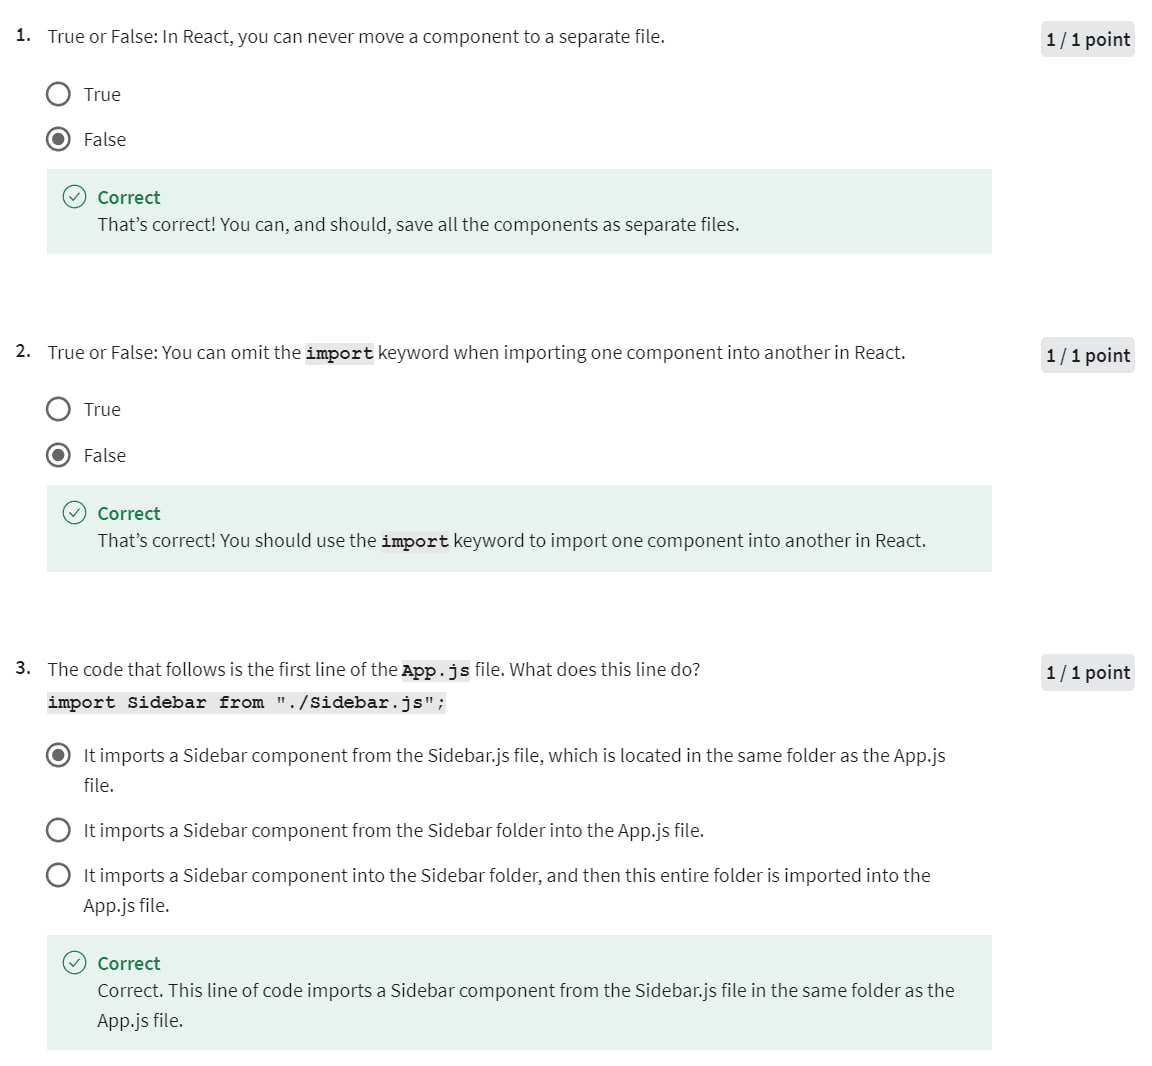 1. True or False: In React, you can never move a component to a separate file.
1 / 1 point
True
False
Correct
That’s correct! You can, and should, save all the components as separate files.
2. True or False: You can omit the import keyword when importing one component into another in React.
1 / 1 point
True
False
Correct
That’s correct! You should use the import keyword to import one component into another in React.
3. The code that follows is the first line of the App.js file. What does this line do?
1 / 1 point
import Sidebar from "./Sidebar.js";
It imports a Sidebar component from the Sidebar.js file, which is located in the same folder as the App.js
file.
It imports a Sidebar component from the Sidebar folder into the App.js file.
It imports a Sidebar component into the Sidebar folder, and then this entire folder is imported into the
App.js file.
Correct
Correct. This line of code imports a Sidebar component from the Sidebar.js file in the same folder as the
App.js file.